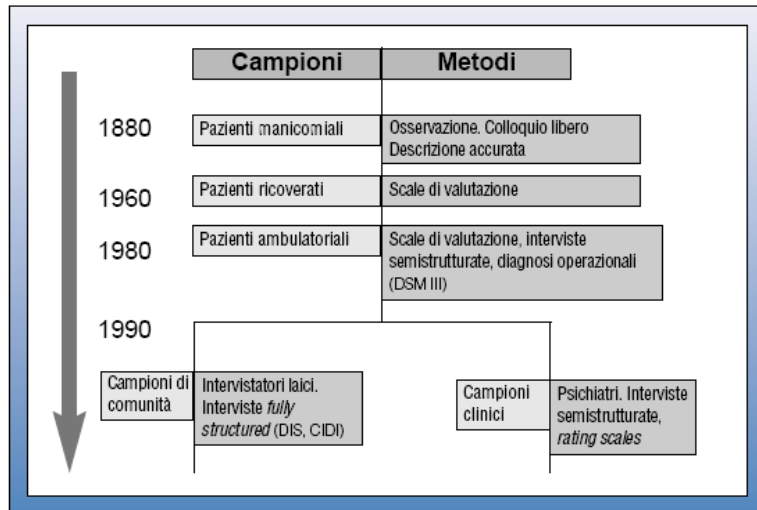 Campioni
Metodi
1880
Pazienti manicomiali
Osservazione. Colloquio libero
Descrizione accurata
1960
Pazienti ricoverati
Scale di valutazione
1980
Pazienti ambulatoriali
Scale di valutazione, interviste
semistrutturate, diagnosi operazionali
(DSM III)
1990
Campioni di
comunità
Intervistatori laici.
Interviste fully
structured (DIS, CIDI)
Campioni
clinici
Psichiatri. Interviste
semistrutturate,
rating scales